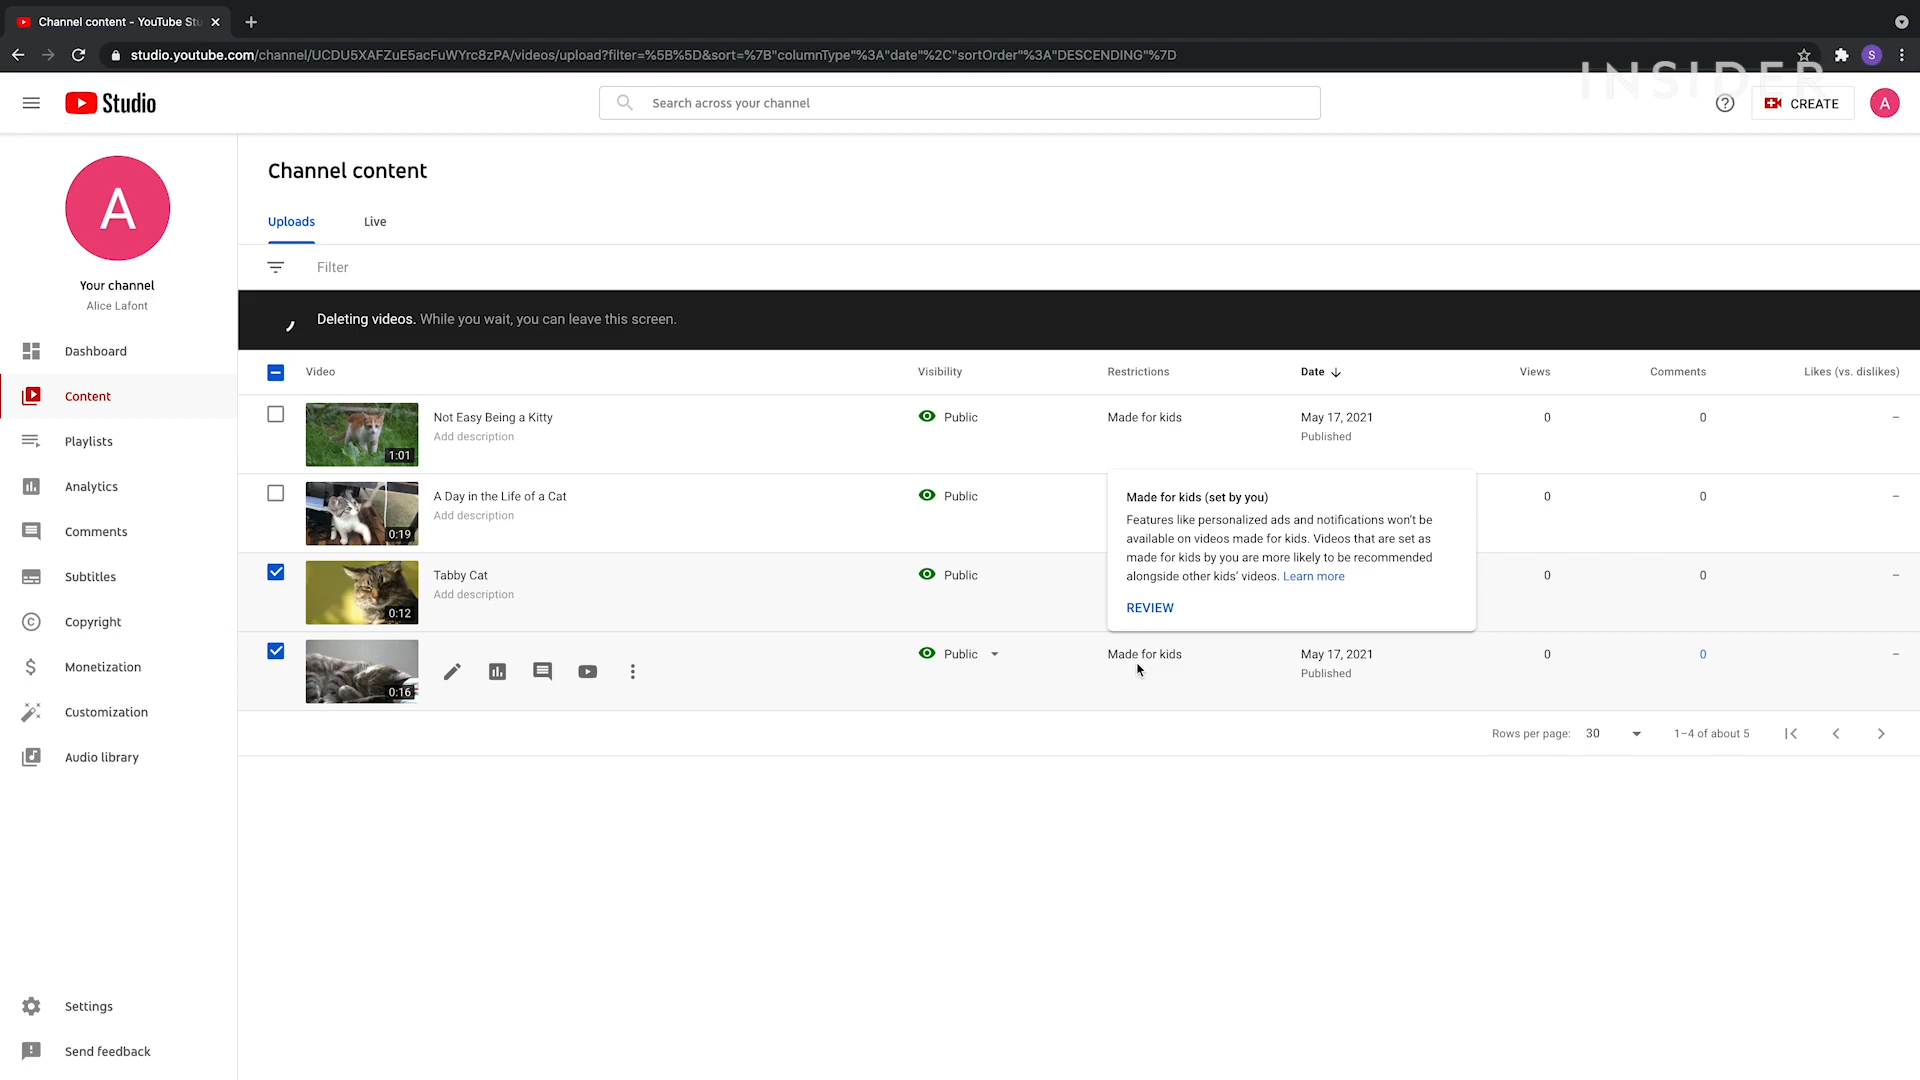 Channel content - YouTube Stu
studio.youtube.com/channel/UCDU5XAFZuE5acFuWYrc8zPA/videos/upload?filter=%5B%5D&sort=%7B"columnType"%3A"date"%2C"sortOrder"%3A"DESCENDING"%7D
S
INSIDER
Studio
Search across your channel
CREATE
A
A
Your channel
Alice Lafont
Dashboard
Content
Playlists
Analytics
Comments
Subtitles
Copyright
Monetization
Customization
Audio library
Settings
Send feedback
Channel content
Uploads Live
Filter
Deleting videos. While you wait, you can leave this screen.
Video Visibility Restrictions Date Views Comments Likes (vs. dislikes)
1:01
Not Easy Being a Kitty Public Made for kids May 17, 2021 0 0 –
Add description Published
0:19
A Day in the Life of a Cat Public 0 0 –
Add description
Made for kids (set by you)
Features like personalized ads and notifications won't be
available on videos made for kids. Videos that are set as
made for kids by you are more likely to be recommended
alongside other kids' videos. Learn more
REVIEW
0:12
Tabby Cat Public 0 0 –
Add description
0:16
Public Made for kids May 17, 2021 0 0 –
Published
Rows per page: 30 1–4 of about 5